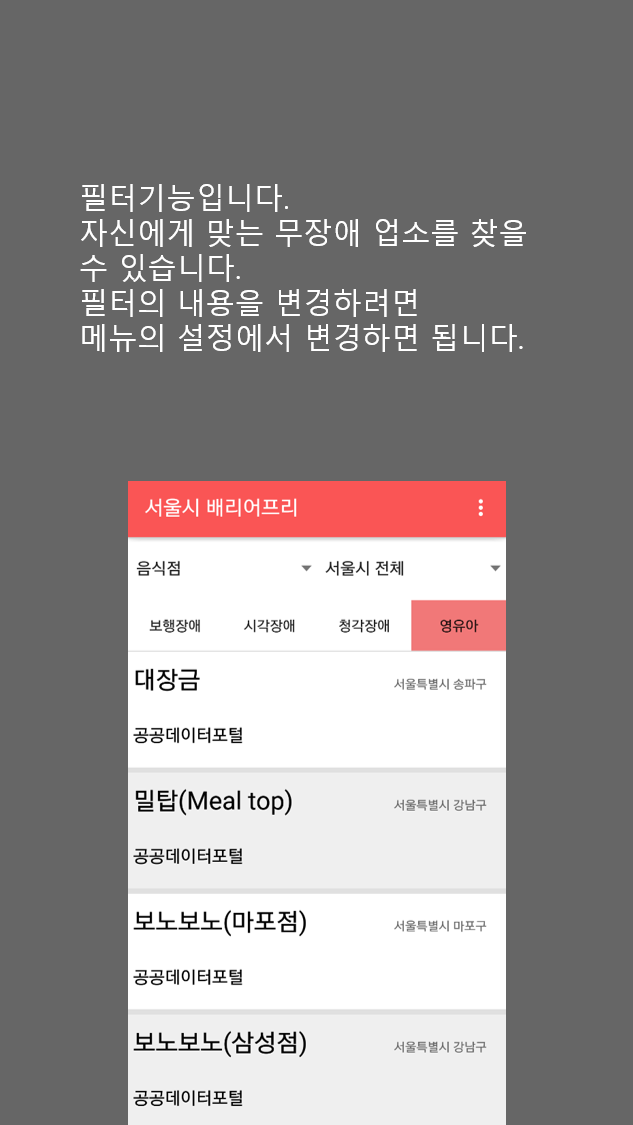 필터기능입니다.
자신에게 맞는 무장애 업소를 찾을
수 있습니다.
필터의 내용을 변경하려면
메뉴의 설정에서 변경하면 됩니다.
서울시 배리어프리
음식점 서울시 전체
보행장애 시각장애 청각장애 영유아
대장금 서울특별시 송파구
공공데이터포털
밀탑(Meal top) 서울특별시 강남구
공공데이터포털
보노보노(마포점) 서울특별시 마포구
공공데이터포털
보노보노(삼성점) 서울특별시 강남구
공공데이터포털